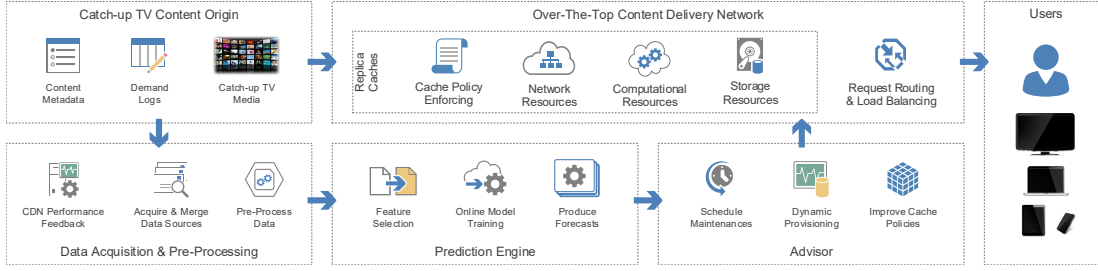 Catch-up TV Content Origin
Content
Metadata
Demand
Logs
Catch-up TV
Media
Over-The-Top Content Delivery Network
Replica
Caches
Cache Policy
Enforcing
Network
Resources
Computational
Resources
Storage
Resources
Request Routing
& Load Balancing
Users
CDN Performance
Feedback
Acquire & Merge
Data Sources
Pre-Process
Data
Data Acquisition & Pre-Processing
Feature
Selection
Online Model
Training
Produce
Forecasts
Prediction Engine
Schedule
Maintenances
Dynamic
Provisioning
Improve Cache
Policies
Advisor